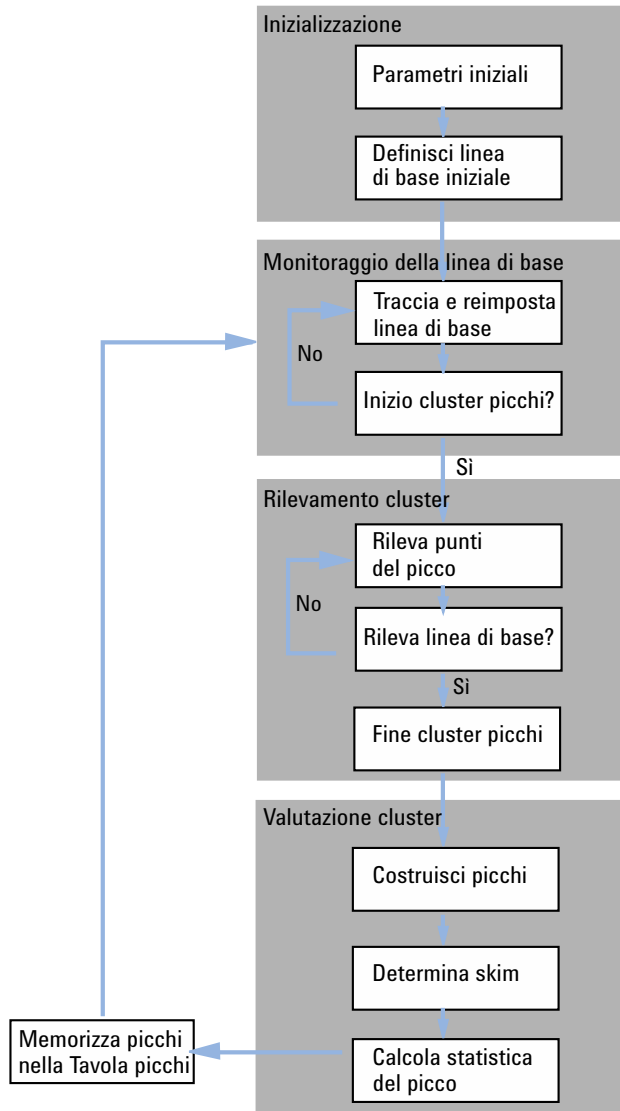 Inizializzazione
Parametri iniziali
Definisci linea
di base iniziale
Monitoraggio della linea di base
Traccia e reimposta
linea di base
No
Inizio cluster picchi?
Sì
Rilevamento cluster
Rileva punti
del picco
No
Rileva linea di base?
Sì
Fine cluster picchi
Valutazione cluster
Costruisci picchi
Determina skim
Calcola statistica
del picco
Memorizza picchi
nella Tavola picchi